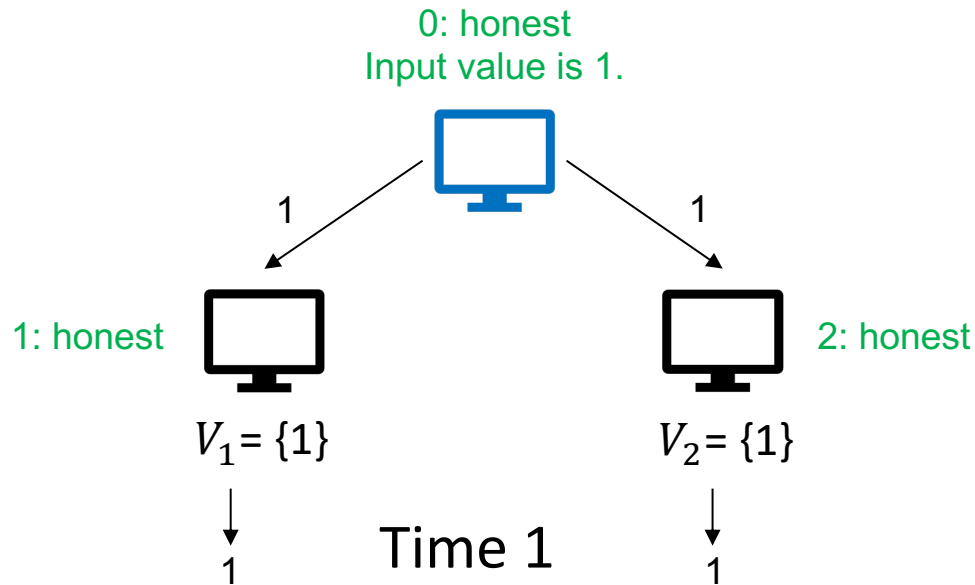 0: honest
Input value is 1.
1
1
1: honest
2: honest
V₁= {1}
V₂= {1}
Time 1
1
1